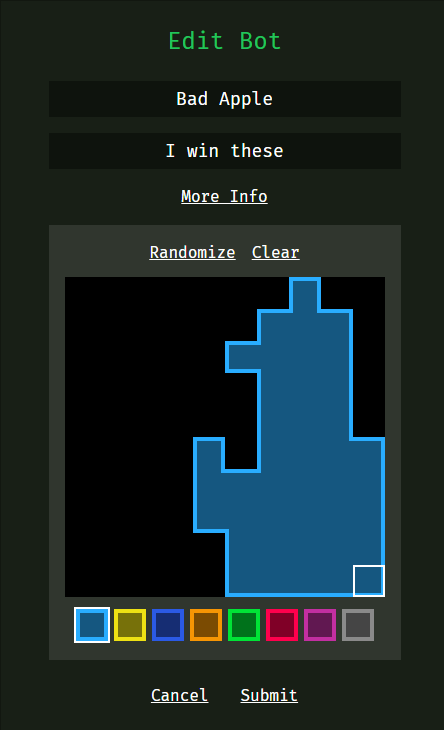 Edit Bot
Bad Apple
I win these
More Info
Randomize Clear
Cancel Submit